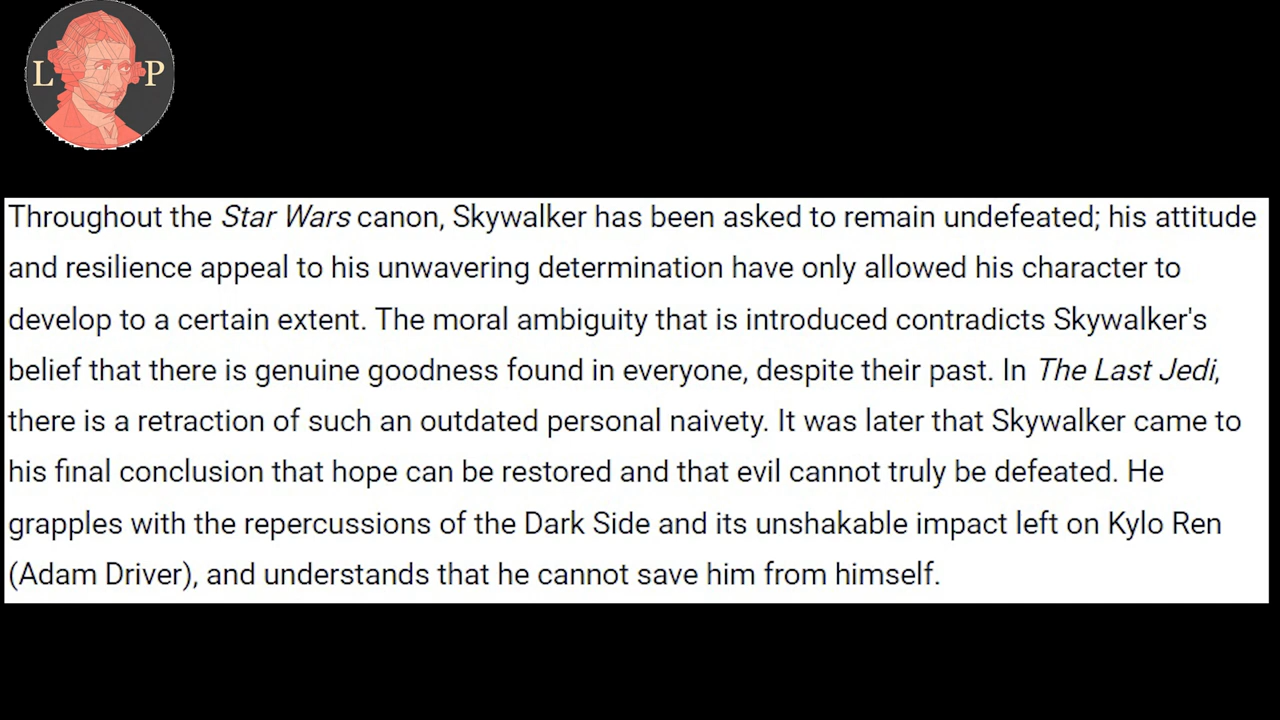 L P
Throughout the Star Wars canon, Skywalker has been asked to remain undefeated; his attitude
and resilience appeal to his unwavering determination have only allowed his character to
develop to a certain extent. The moral ambiguity that is introduced contradicts Skywalker's
belief that there is genuine goodness found in everyone, despite their past. In The Last Jedi,
there is a retraction of such an outdated personal naivety. It was later that Skywalker came to
his final conclusion that hope can be restored and that evil cannot truly be defeated. He
grapples with the repercussions of the Dark Side and its unshakable impact left on Kylo Ren
(Adam Driver), and understands that he cannot save him from himself.